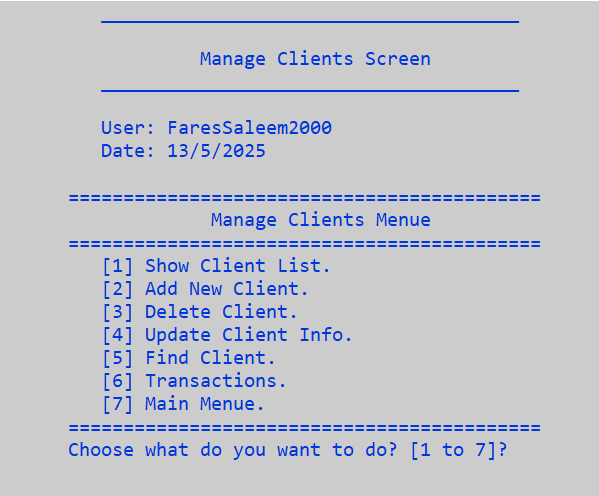 Manage Clients Screen
User: FaresSaleem2000
Date: 13/5/2025
===========================================
Manage Clients Menue
===========================================
[1] Show Client List.
[2] Add New Client.
[3] Delete Client.
[4] Update Client Info.
[5] Find Client.
[6] Transactions.
[7] Main Menue.
===========================================
Choose what do you want to do? [1 to 7]?